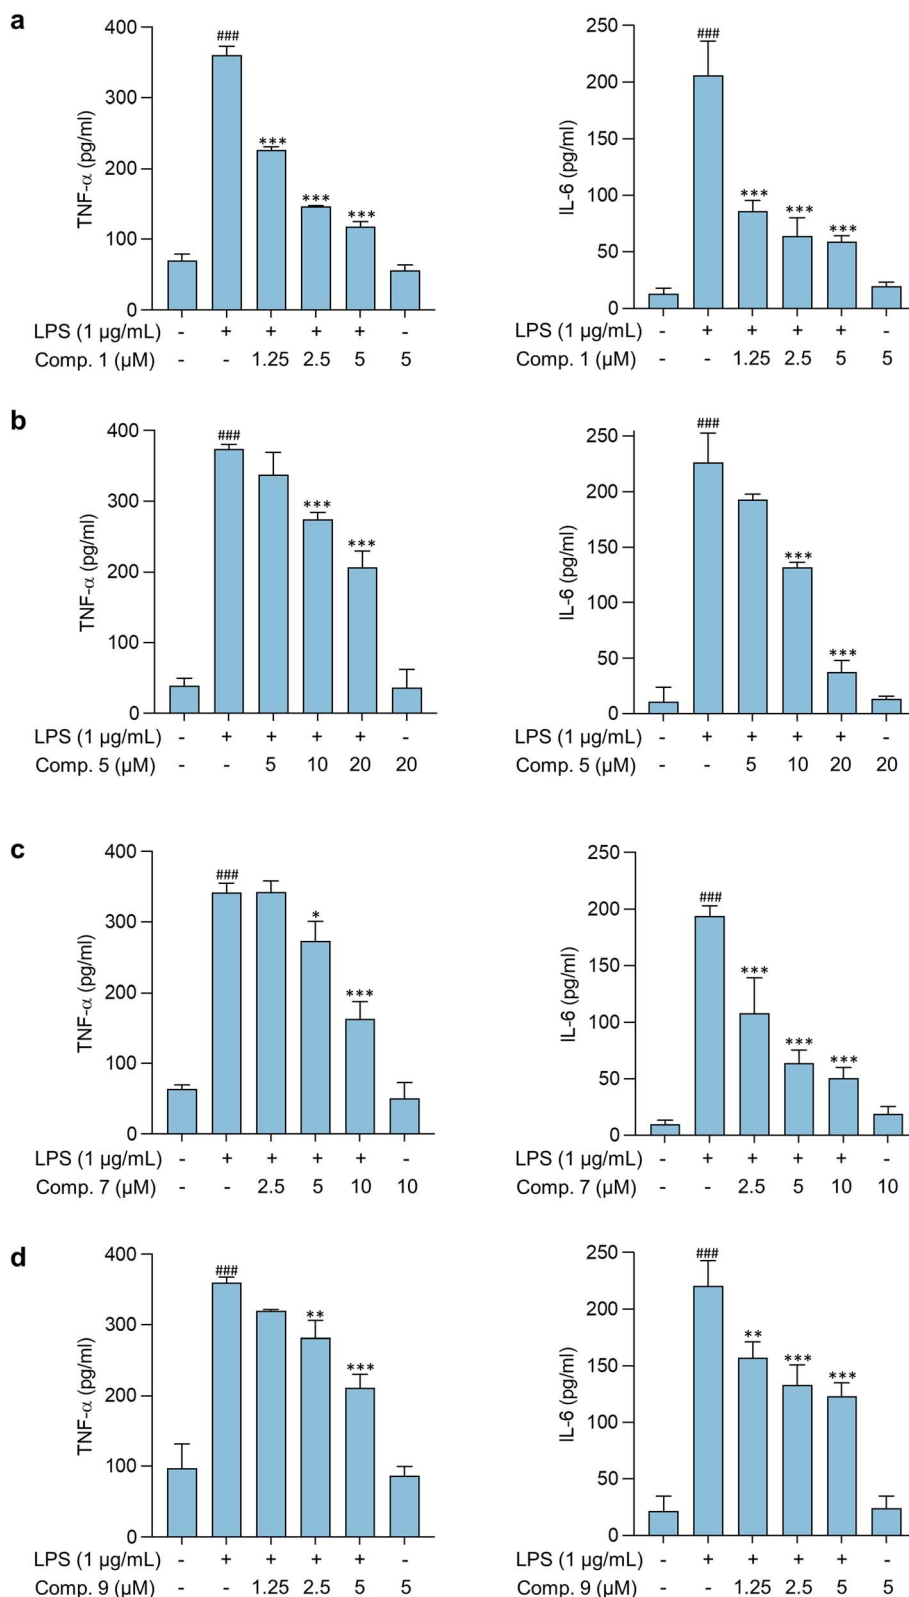 a
400
300
200
100
0
TNF-α (pg/ml)
###
***
***
***
LPS (1 µg/mL) - + + + + -
Comp. 1 (µM) - - 1.25 2.5 5 5
250
200
150
100
50
0
IL-6 (pg/ml)
###
***
***
***
LPS (1 µg/mL) - + + + + -
Comp. 1 (µM) - - 1.25 2.5 5 5
b
400
300
200
100
0
TNF-α (pg/ml)
###
***
***
LPS (1 µg/mL) - + + + + -
Comp. 5 (µM) - - 5 10 20 20
250
200
150
100
50
0
IL-6 (pg/ml)
###
***
***
LPS (1 µg/mL) - + + + + -
Comp. 5 (µM) - - 5 10 20 20
c
400
300
200
100
0
TNF-α (pg/ml)
###
*
***
LPS (1 µg/mL) - + + + + -
Comp. 7 (µM) - - 2.5 5 10 10
250
200
150
100
50
0
IL-6 (pg/ml)
###
***
***
***
LPS (1 µg/mL) - + + + + -
Comp. 7 (µM) - - 2.5 5 10 10
d
400
300
200
100
0
TNF-α (pg/ml)
###
**
***
LPS (1 µg/mL) - + + + + -
Comp. 9 (µM) - - 1.25 2.5 5 5
250
200
150
100
50
0
IL-6 (pg/ml)
###
**
***
***
LPS (1 µg/mL) - + + + + -
Comp. 9 (µM) - - 1.25 2.5 5 5